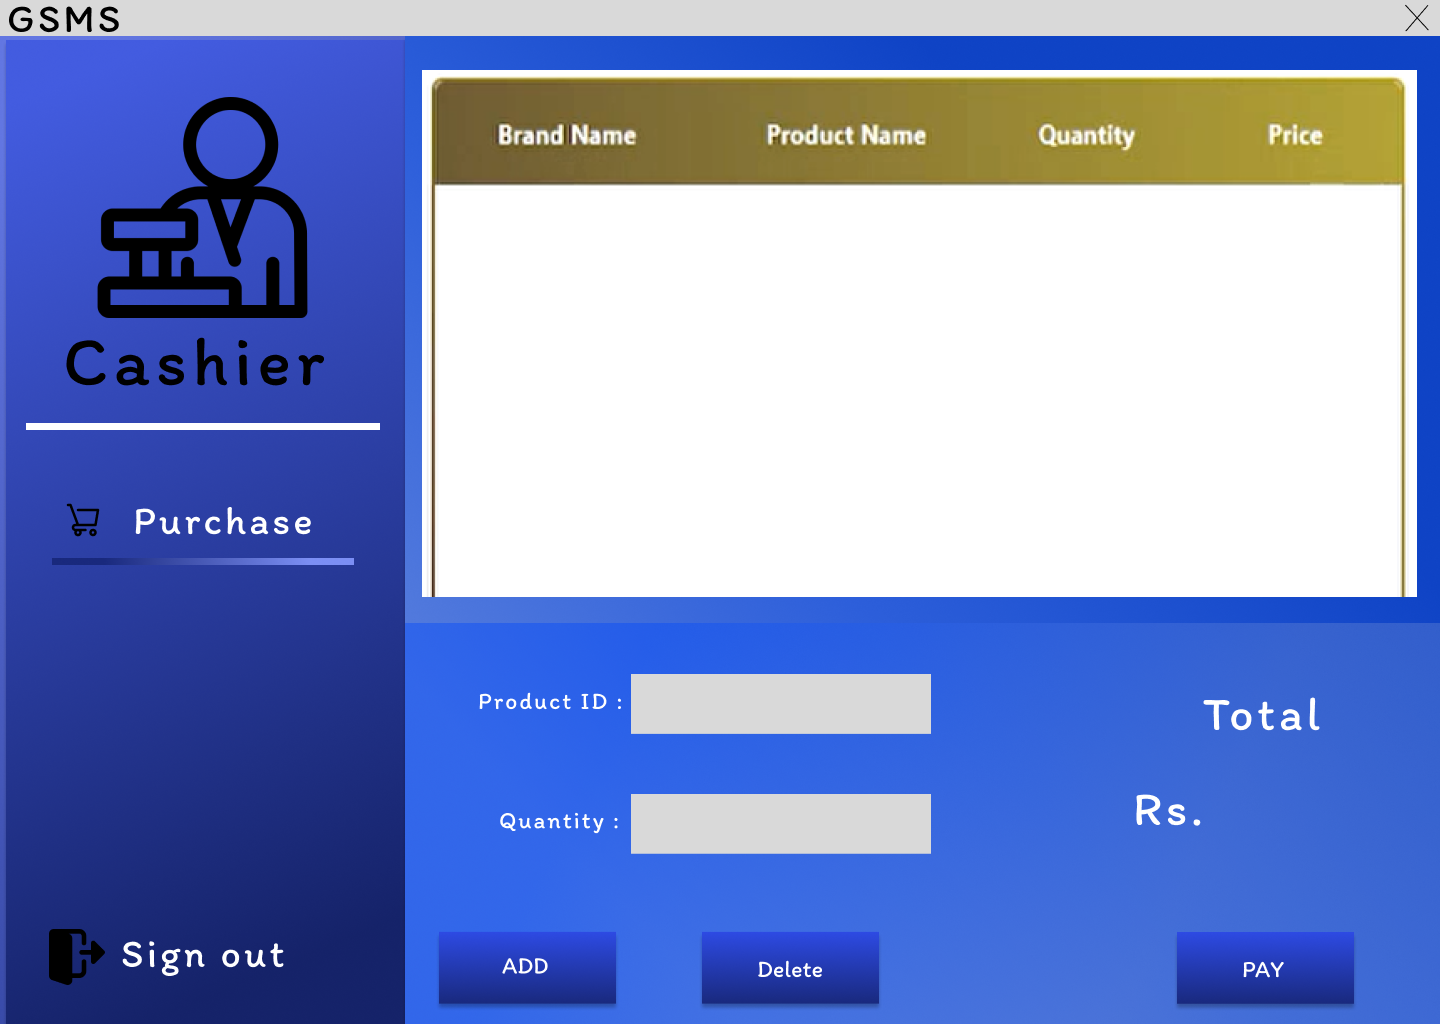 GSMS
Cashier
Purchase
Sign out
Brand Name Product Name Quantity Price
Product ID :
Quantity :
Total
Rs.
ADD Delete PAY